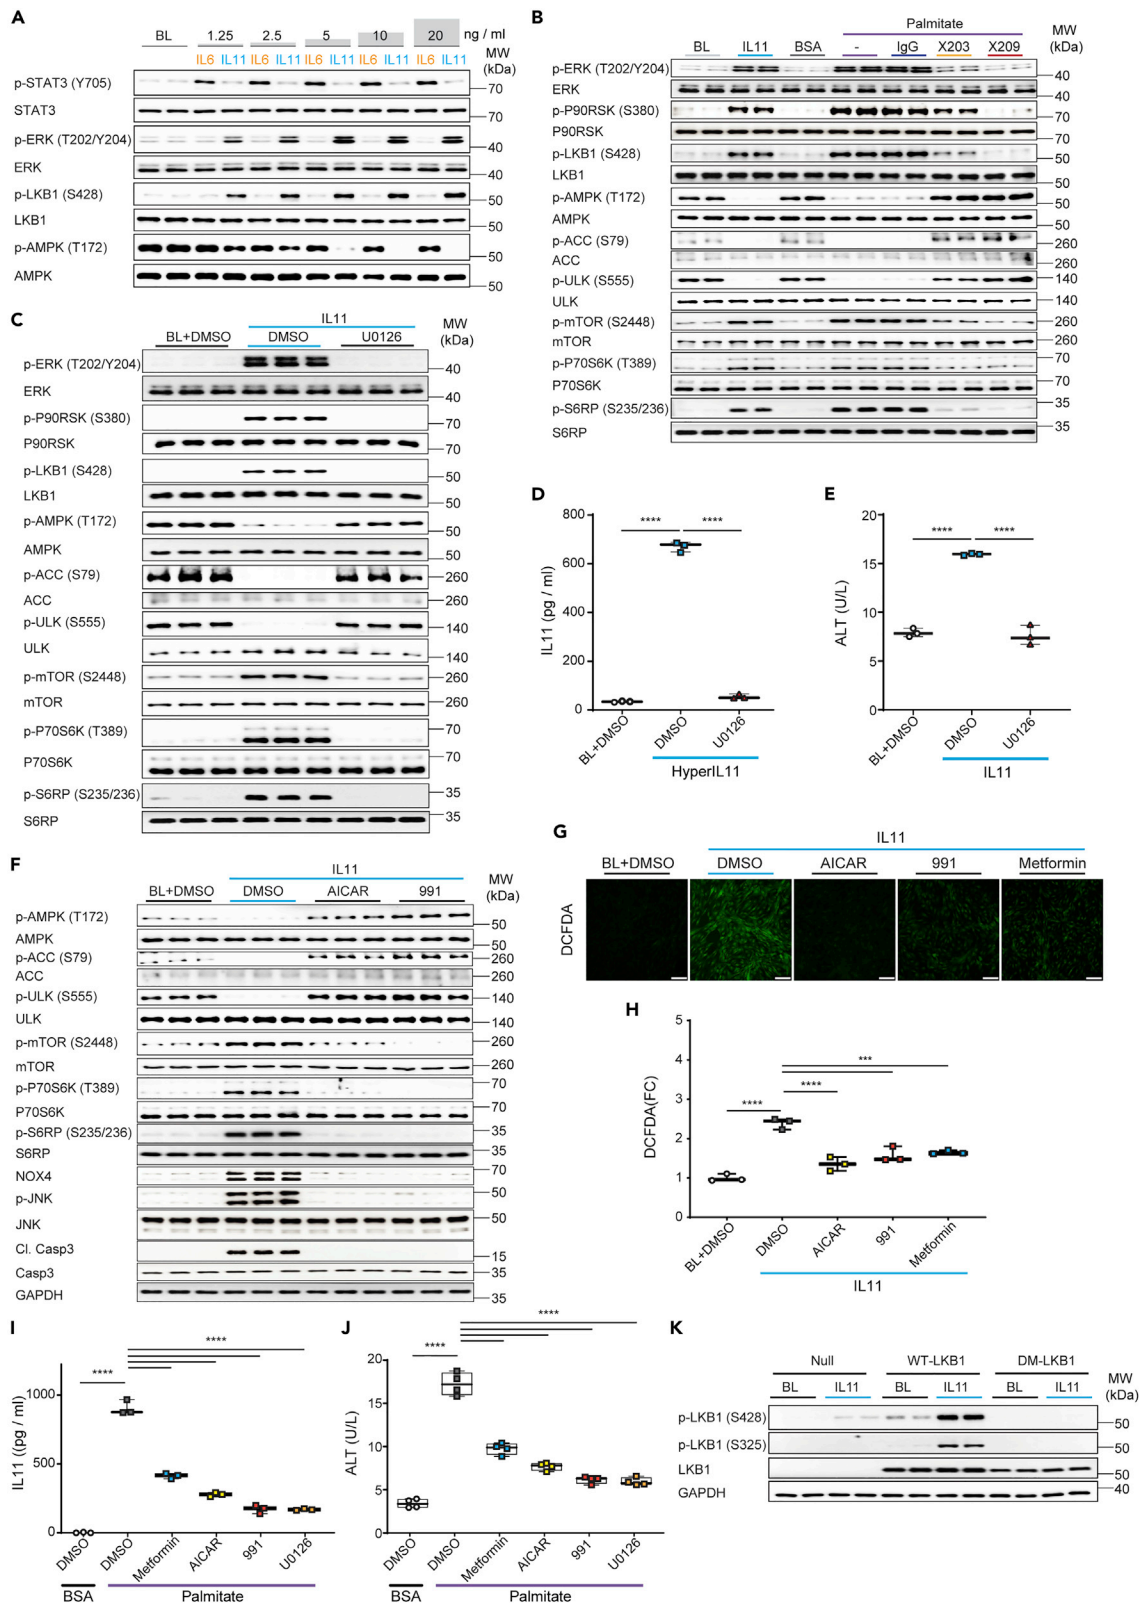 A
BL 1.25 2.5 5 10 20 ng / ml
IL6 IL11 IL6 IL11 IL6 IL11 IL6 IL11 IL6 IL11
MW
(kDa)
p-STAT3 (Y705)
70
STAT3
70
p-ERK (T202/Y204)
40
ERK
40
p-LKB1 (S428)
50
LKB1
50
p-AMPK (T172)
50
AMPK
50
B
Palmitate
MW
(kDa)
BL IL11 BSA - IgG X203 X209
p-ERK (T202/Y204)
40
ERK
40
p-P90RSK (S380)
70
P90RSK
70
p-LKB1 (S428)
50
LKB1
50
p-AMPK (T172)
50
AMPK
50
p-ACC (S79)
260
ACC
260
p-ULK (S555)
140
ULK
140
p-mTOR (S2448)
260
mTOR
260
p-P70S6K (T389)
70
P70S6K
70
p-S6RP (S235/236)
35
S6RP
35
C
IL11
MW
(kDa)
BL+DMSO DMSO U0126
p-ERK (T202/Y204)
40
ERK
40
p-P90RSK (S380)
70
P90RSK
70
p-LKB1 (S428)
50
LKB1
50
p-AMPK (T172)
50
AMPK
50
p-ACC (S79)
260
ACC
260
p-ULK (S555)
140
ULK
140
p-mTOR (S2448)
260
mTOR
260
p-P70S6K (T389)
70
P70S6K
70
p-S6RP (S235/236)
35
S6RP
35
D
800
600
400
200
0
IL11 (pg / ml)
**** ****
BL+DMSO DMSO U0126
HyperIL11
E
20
15
10
5
0
ALT (U/L)
**** ****
BL+DMSO DMSO U0126
IL11
F
IL11
MW
(kDa)
BL+DMSO DMSO AICAR 991
p-AMPK (T172)
50
AMPK
50
p-ACC (S79)
260
ACC
260
p-ULK (S555)
140
ULK
140
p-mTOR (S2448)
260
mTOR
260
p-P70S6K (T389)
70
P70S6K
70
p-S6RP (S235/236)
35
S6RP
35
NOX4
70
p-JNK
50
JNK
50
Cl. Casp3
15
Casp3
35
GAPDH
35
G
IL11
BL+DMSO DMSO AICAR 991 Metformin
DCFDA
H
5
4
3
2
1
0
DCFDA(FC)
***
****
****
BL+DMSO DMSO AICAR 991 Metformin
IL11
I
1000
500
0
IL11 ((pg / ml)
****
****
DMSO DMSO Metformin AICAR 991 U0126
BSA Palmitate
J
20
15
10
5
0
ALT (U/L)
****
****
DMSO DMSO Metformin AICAR 991 U0126
BSA Palmitate
K
Null WT-LKB1 DM-LKB1
MW
(kDa)
BL IL11 BL IL11 BL IL11
p-LKB1 (S428)
50
p-LKB1 (S325)
50
LKB1
50
GAPDH
40